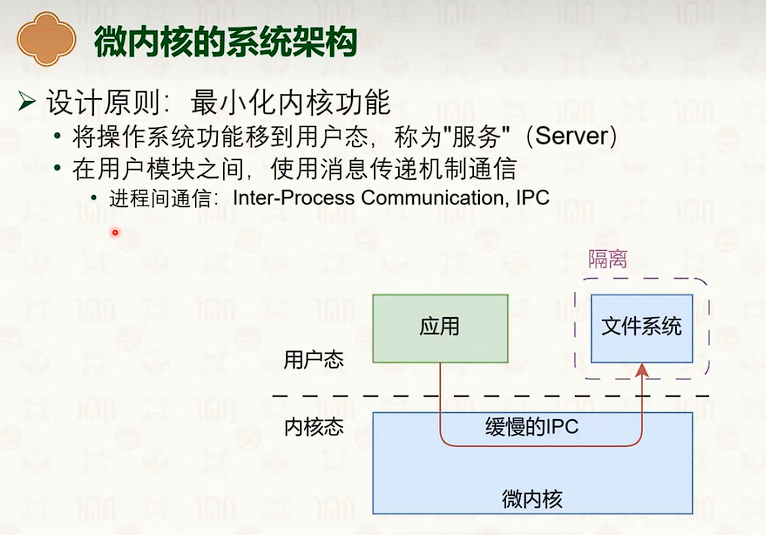 微内核的系统架构
设计原则：最小化内核功能
将操作系统功能移到用户态，称为"服务"（Server）
在用户模块之间，使用消息传递机制通信
进程间通信：Inter-Process Communication, IPC
隔离
应用
文件系统
用户态
内核态
缓慢的IPC
微内核